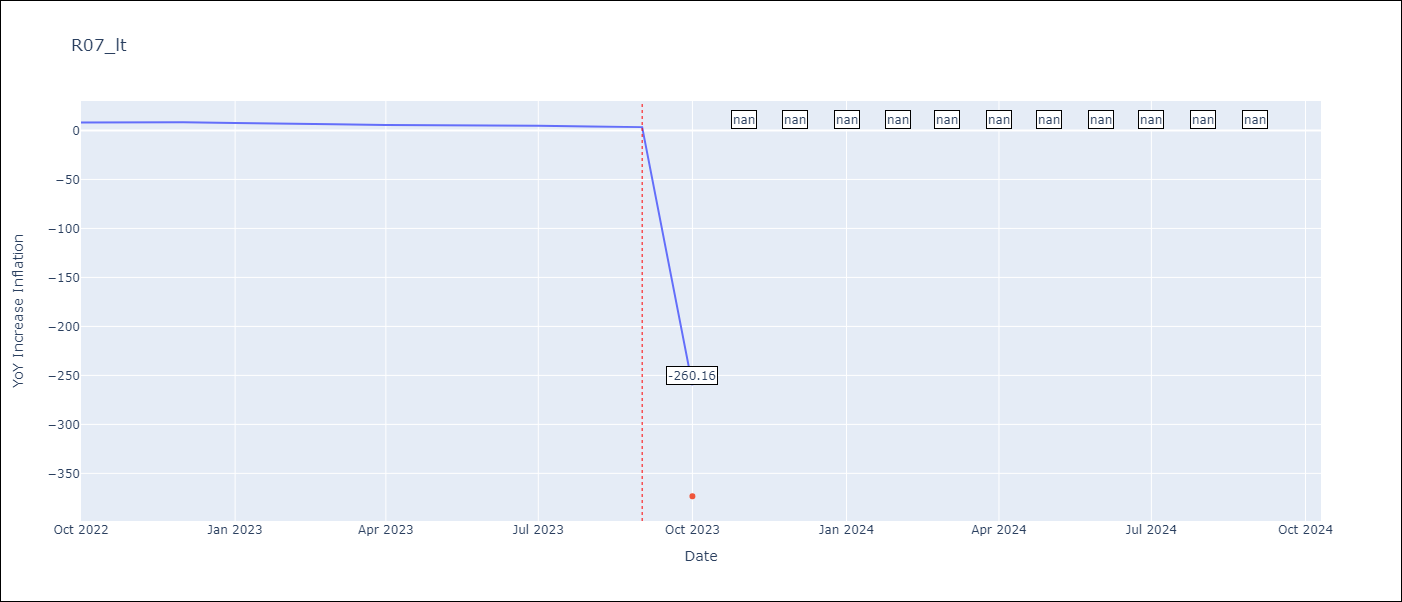 R07_lt
YoY Increase Inflation
0
−50
−100
−150
−200
−250
−300
−350
nan nan nan nan nan nan nan nan nan nan nan
-260.16
Oct 2022 Jan 2023 Apr 2023 Jul 2023 Oct 2023 Jan 2024 Apr 2024 Jul 2024 Oct 2024
Date